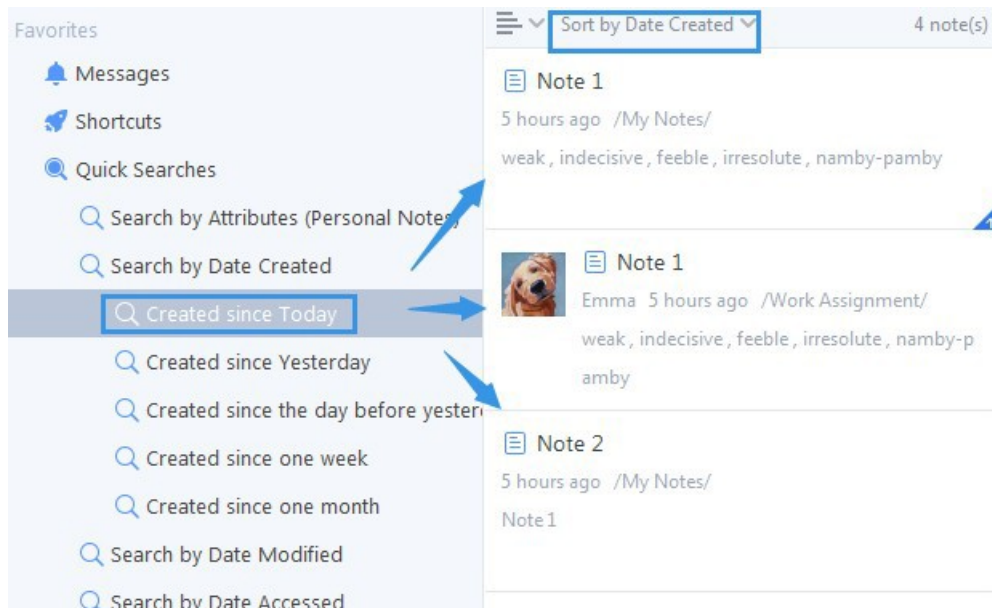 Favorites
Messages
Shortcuts
Quick Searches
Search by Attributes (Personal Notes)
Search by Date Created
Created since Today
Created since Yesterday
Created since the day before yester
Created since one week
Created since one month
Search by Date Modified
Search by Date Accessed
Sort by Date Created
4 note(s)
Note 1
5 hours ago /My Notes/
weak , indecisive , feeble , irresolute , namby-pamby
Note 1
Emma 5 hours ago /Work Assignment/
weak , indecisive , feeble , irresolute , namby-p
amby
Note 2
5 hours ago /My Notes/
Note 1